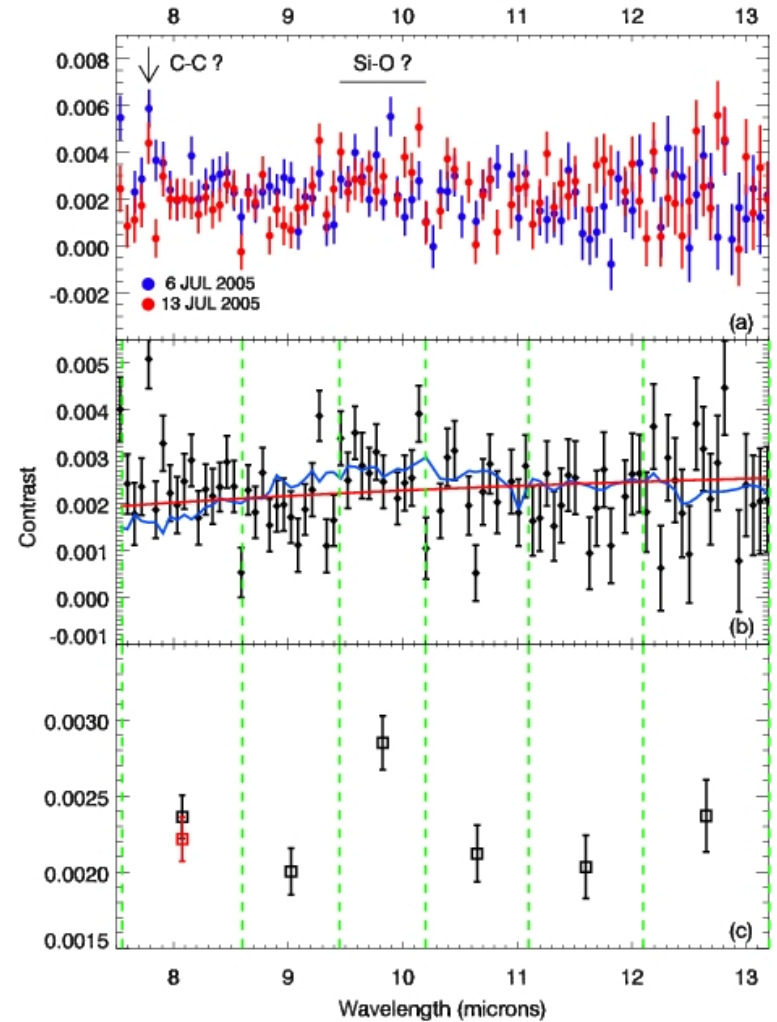 8 9 10 11 12 13
0.008
C-C ?
Si-O ?
0.006
0.004
0.002
0.000
-0.002
6 JUL 2005
13 JUL 2005
(a)
0.005
0.004
0.003
0.002
0.001
0.000
-0.001
(b)
Contrast
0.0030
0.0025
0.0020
0.0015
(c)
8 9 10 11 12 13
Wavelength (microns)